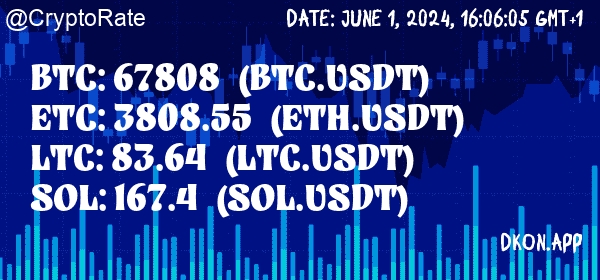 @CryptoRate
DATE: JUNE 1, 2024, 16:06:05 GMT+1
BTC: 67808 (BTC.USDT)
ETC: 3808.55 (ETH.USDT)
LTC: 83.64 (LTC.USDT)
SOL: 167.4 (SOL.USDT)
DKON.APP